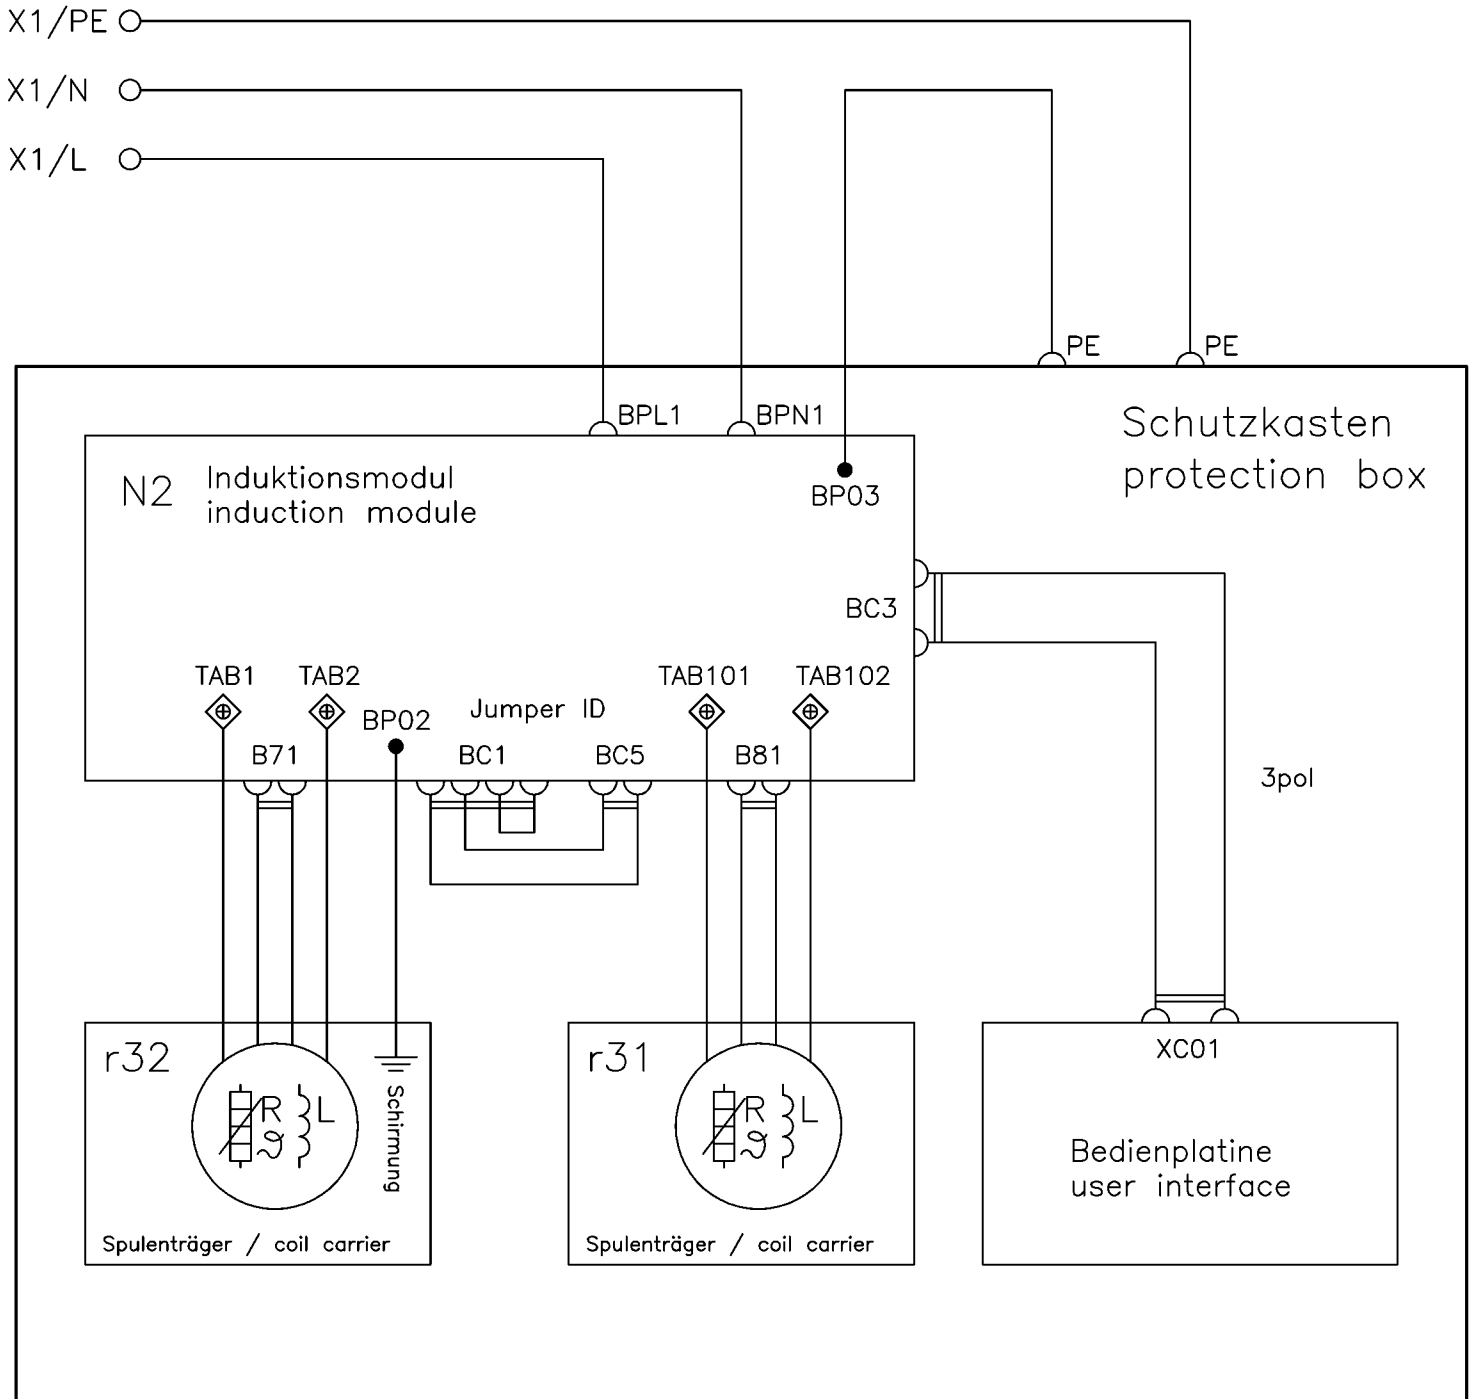 X1/PE
X1/N
X1/L
PE
PE
BPL1
BPN1
Schutzkasten
protection box
N2
Induktionsmodul
induction module
BP03
BC3
TAB1
TAB2
BP02
Jumper ID
TAB101
TAB102
B71
BC1
BC5
B81
3pol
r32
R
L
Schirmung
Spulenträger / coil carrier
r31
R
L
Spulenträger / coil carrier
XC01
Bedienplatine
user interface